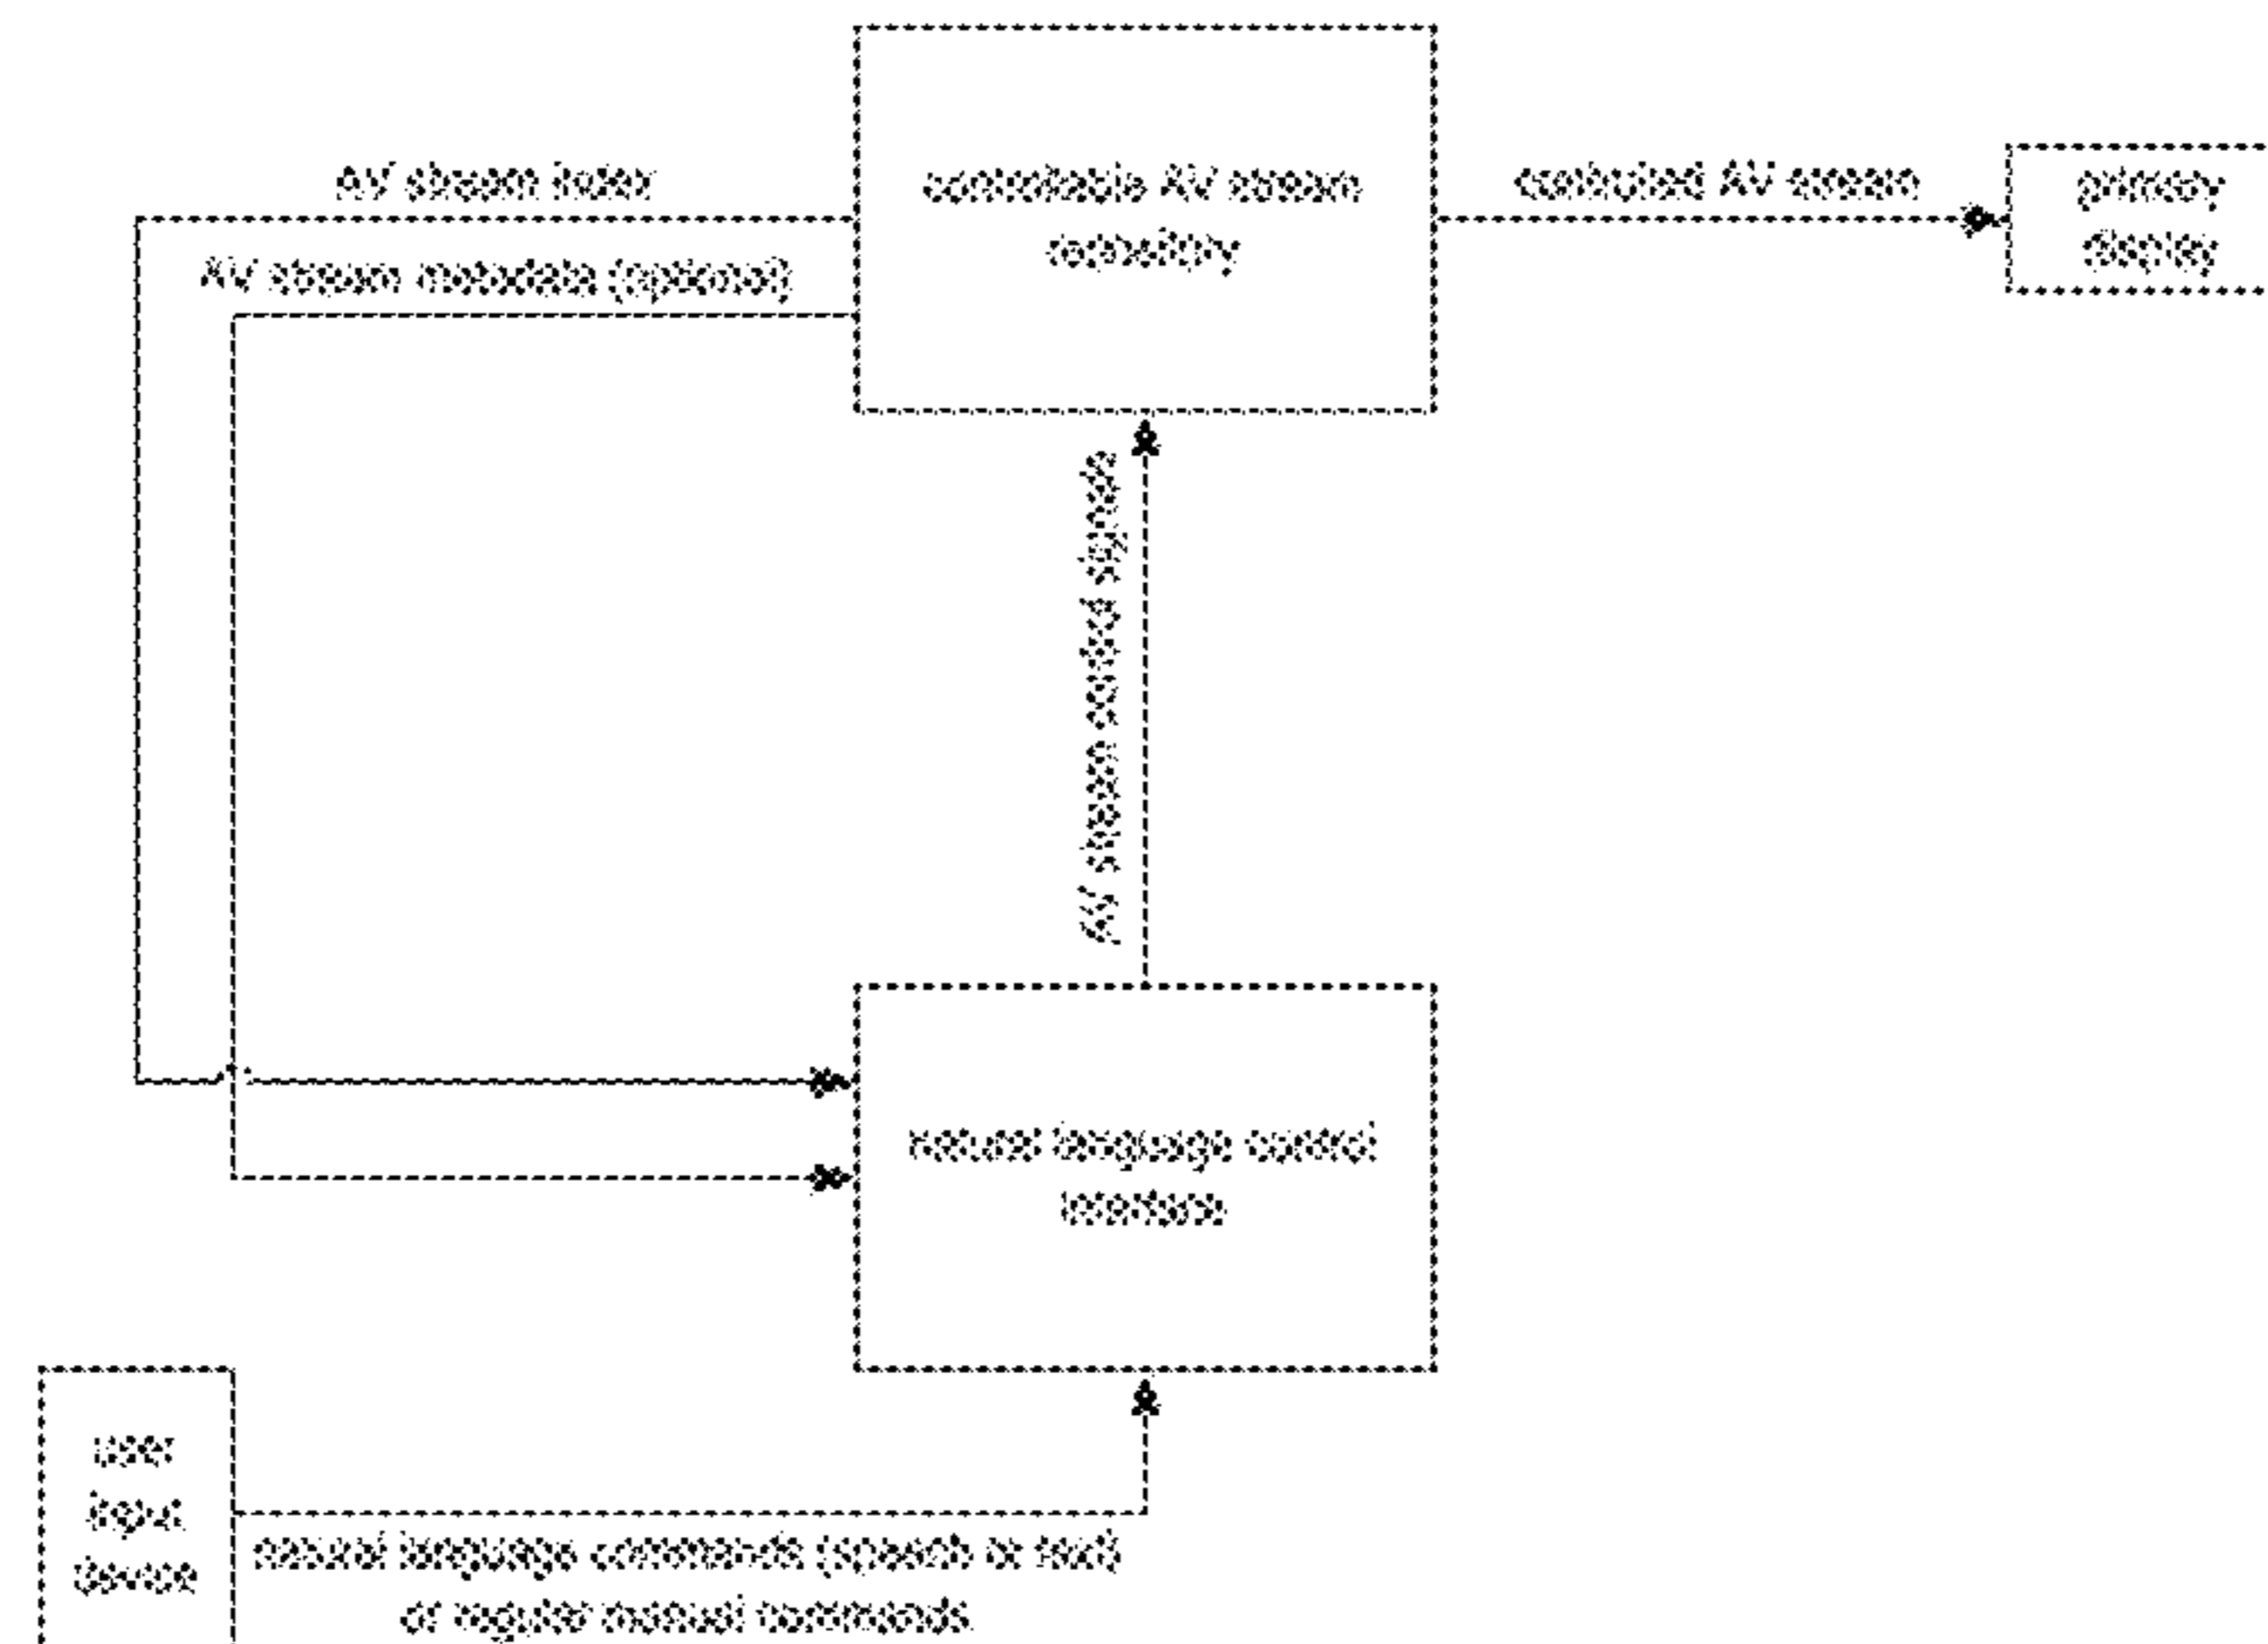 AV stream index
controllable AV stream
repository
controlled AV stream
primary
display
AV stream metadata (optional)
AV stream control signals
natural language control
interface
user
input
device
natural language commands (speech or text)
or regular manual commands